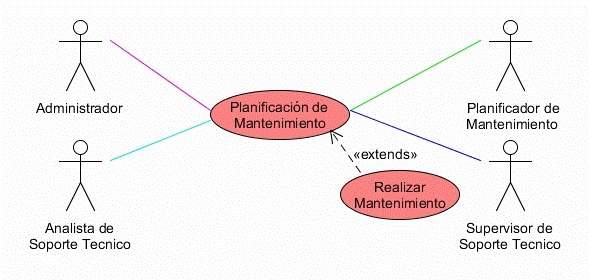 Administrador
Planificación de
Mantenimiento
Planificador de
Mantenimiento
«extends»
Realizar
Mantenimiento
Analista de
Soporte Tecnico
Supervisor de
Soporte Tecnico